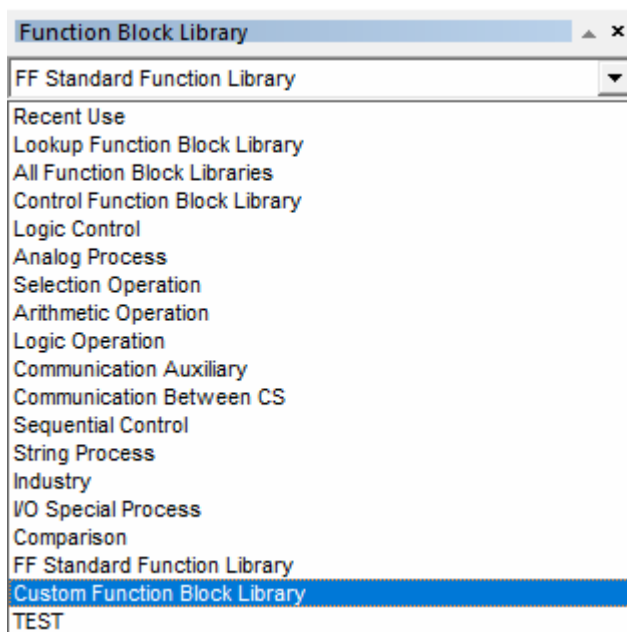 Function Block Library
FF Standard Function Library
Recent Use
Lookup Function Block Library
All Function Block Libraries
Control Function Block Library
Logic Control
Analog Process
Selection Operation
Arithmetic Operation
Logic Operation
Communication Auxiliary
Communication Between CS
Sequential Control
String Process
Industry
I/O Special Process
Comparison
FF Standard Function Library
Custom Function Block Library
TEST